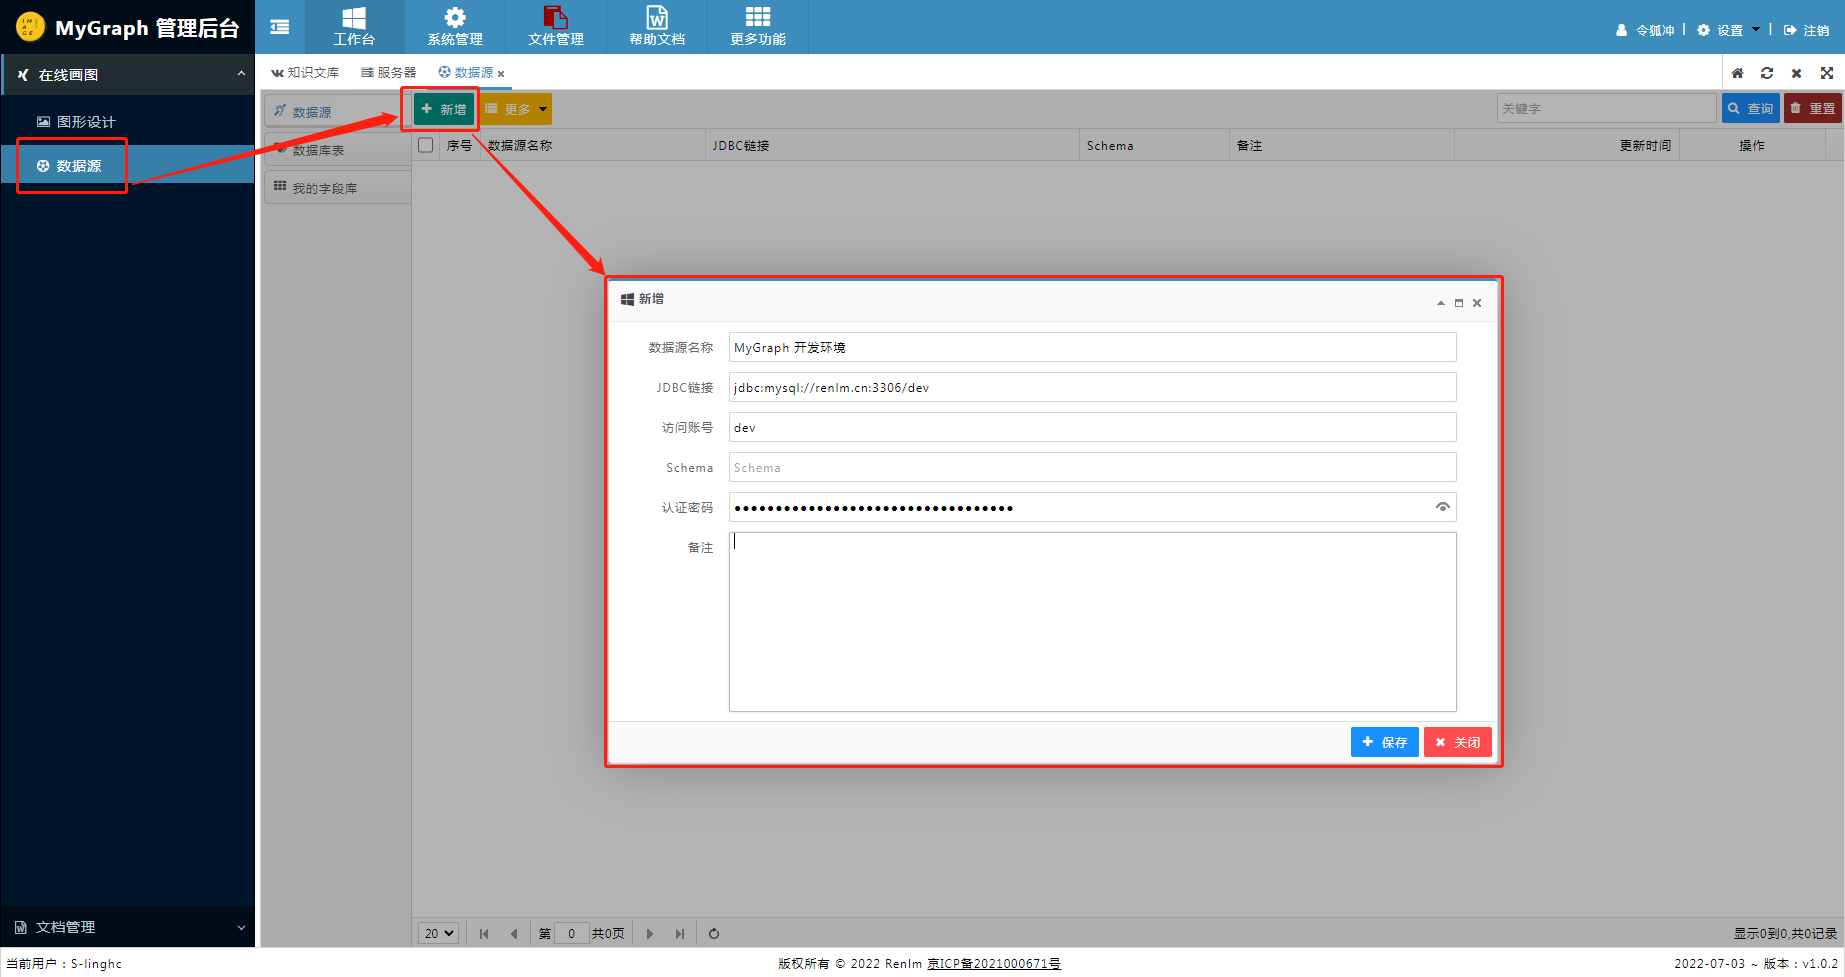 MyGraph 管理后台
工作台
系统管理
文件管理
帮助文档
更多功能
令狐冲
设置
注销
在线画图
知识文库
服务器
数据源
图形设计
数据源
数据源
数据库表
我的字段库
新增
更多
关键字
查询
重置
序号
数据源名称
JDBC链接
Schema
备注
更新时间
操作
新增
数据源名称
MyGraph 开发环境
JDBC链接
jdbc:mysql://renlm.cn:3306/dev
访问账号
dev
Schema
Schema
认证密码
备注
保存
关闭
文档管理
20
第 0 共0页
显示0到0,共0记录
当前用户：S-linghc
版权所有 © 2022 Renlm 京ICP备2021000671号
2022-07-03 ~ 版本：v1.0.2